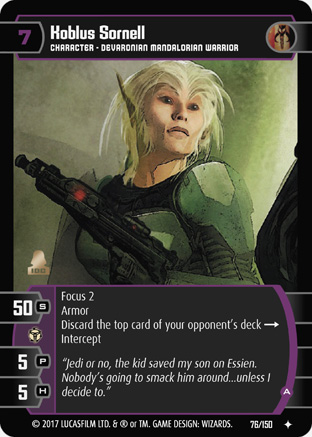 7
Koblus Sornell
CHARACTER - DEVARONIAN MANDALORIAN WARRIOR
IDC
50 S
Focus 2
Armor
Discard the top card of your opponent's deck →
Intercept
5 P
5 H
"Jedi or no, the kid saved my son on Essien.
Nobody's going to smack him around...unless I
decide to."
A
© 2017 LUCASFILM LTD. & ® OR TM. GAME DESIGN: WIZARDS.
76/150